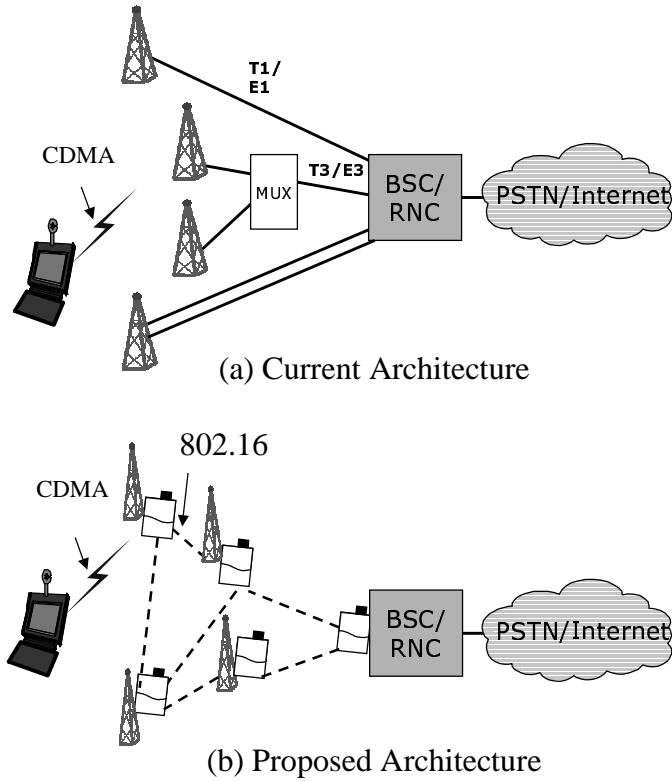 T1/
E1
CDMA
MUX
T3/E3
BSC/
RNC
PSTN/Internet
(a) Current Architecture
802.16
CDMA
BSC/
RNC
PSTN/Internet
(b) Proposed Architecture